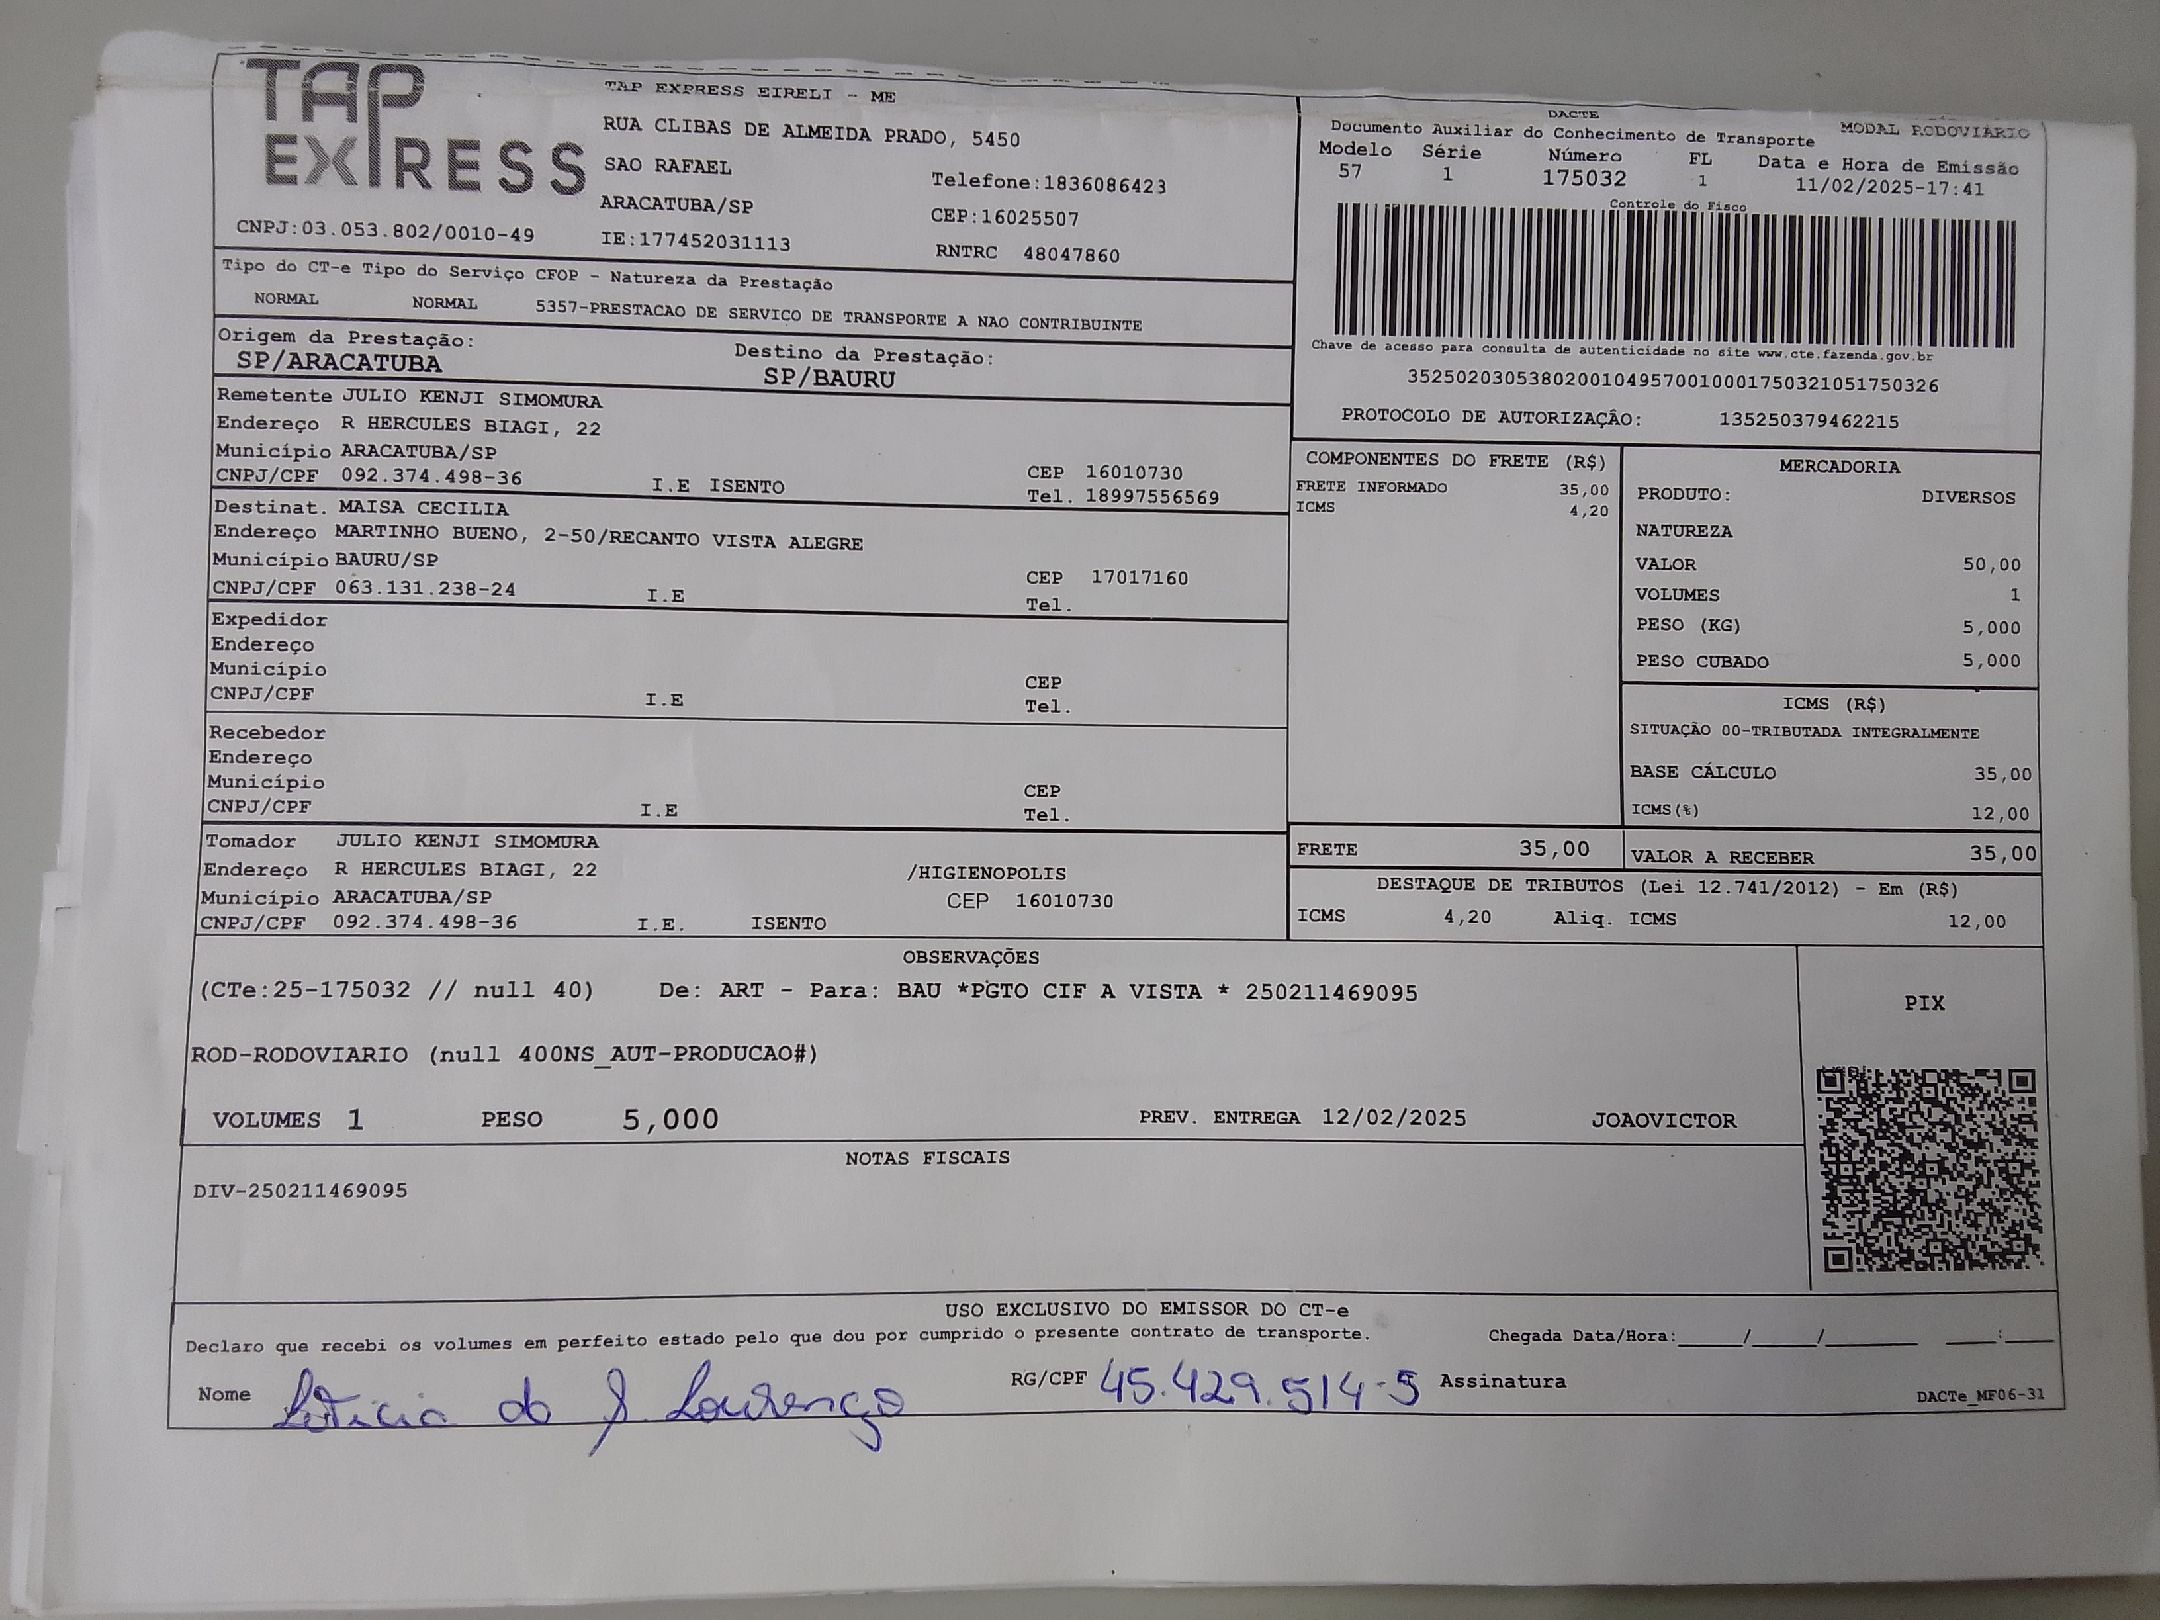 TAP EXPRESS
TAP EXPRESS EIRELI - ME
RUA CLIBAS DE ALMEIDA PRADO, 5450
SAO RAFAEL
Telefone:1836086423
ARACATUBA/SP
CEP:16025507
CNPJ:03.053.802/0010-49
IE:177452031113
RNTRC 48047860
DACTE
Documento Auxiliar do Conhecimento de Transporte
MODAL RODOVIARIO
Modelo Série Número FL Data e Hora de Emissão
57 1 175032 1 11/02/2025-17:41
Controle do Fisco
Chave de acesso para consulta de autenticidade no site www.cte.fazenda.gov.br
35250203053802001049570010001750321051750326
PROTOCOLO DE AUTORIZAÇÃO: 135250379462215
Tipo do CT-e Tipo do Serviço CFOP - Natureza da Prestação
NORMAL NORMAL 5357-PRESTACAO DE SERVICO DE TRANSPORTE A NAO CONTRIBUINTE
Origem da Prestação: Destino da Prestação:
SP/ARACATUBA SP/BAURU
Remetente JULIO KENJI SIMOMURA
Endereço R HERCULES BIAGI, 22
Município ARACATUBA/SP CEP 16010730
CNPJ/CPF 092.374.498-36 I.E ISENTO Tel. 18997556569
Destinat. MAISA CECILIA
Endereço MARTINHO BUENO, 2-50/RECANTO VISTA ALEGRE
Município BAURU/SP CEP 17017160
CNPJ/CPF 063.131.238-24 I.E Tel.
Expedidor
Endereço
Município CEP
CNPJ/CPF I.E Tel.
Recebedor
Endereço
Município CEP
CNPJ/CPF I.E Tel.
Tomador JULIO KENJI SIMOMURA
Endereço R HERCULES BIAGI, 22 /HIGIENOPOLIS
Município ARACATUBA/SP CEP 16010730
CNPJ/CPF 092.374.498-36 I.E. ISENTO
COMPONENTES DO FRETE (R$)
FRETE INFORMADO 35,00
ICMS 4,20
MERCADORIA
PRODUTO: DIVERSOS
NATUREZA
VALOR 50,00
VOLUMES 1
PESO (KG) 5,000
PESO CUBADO 5,000
ICMS (R$)
SITUAÇÃO 00-TRIBUTADA INTEGRALMENTE
BASE CÁLCULO 35,00
ICMS(%) 12,00
FRETE 35,00 VALOR A RECEBER 35,00
DESTAQUE DE TRIBUTOS (Lei 12.741/2012) - Em (R$)
ICMS 4,20 Aliq. ICMS 12,00
OBSERVAÇÕES
(CTe:25-175032 // null 40) De: ART - Para: BAU *PGTO CIF A VISTA * 250211469095
ROD-RODOVIARIO (null 400NS_AUT-PRODUCAO#)
VOLUMES 1 PESO 5,000 PREV. ENTREGA 12/02/2025 JOAOVICTOR
PIX
NOTAS FISCAIS
DIV-250211469095
USO EXCLUSIVO DO EMISSOR DO CT-e
Declaro que recebi os volumes em perfeito estado pelo que dou por cumprido o presente contrato de transporte. Chegada Data/Hora:_____/_____/_______ ____:____
Nome Leticia do S Lourenço RG/CPF 45.429.514-5 Assinatura
DACTe_MF06-31